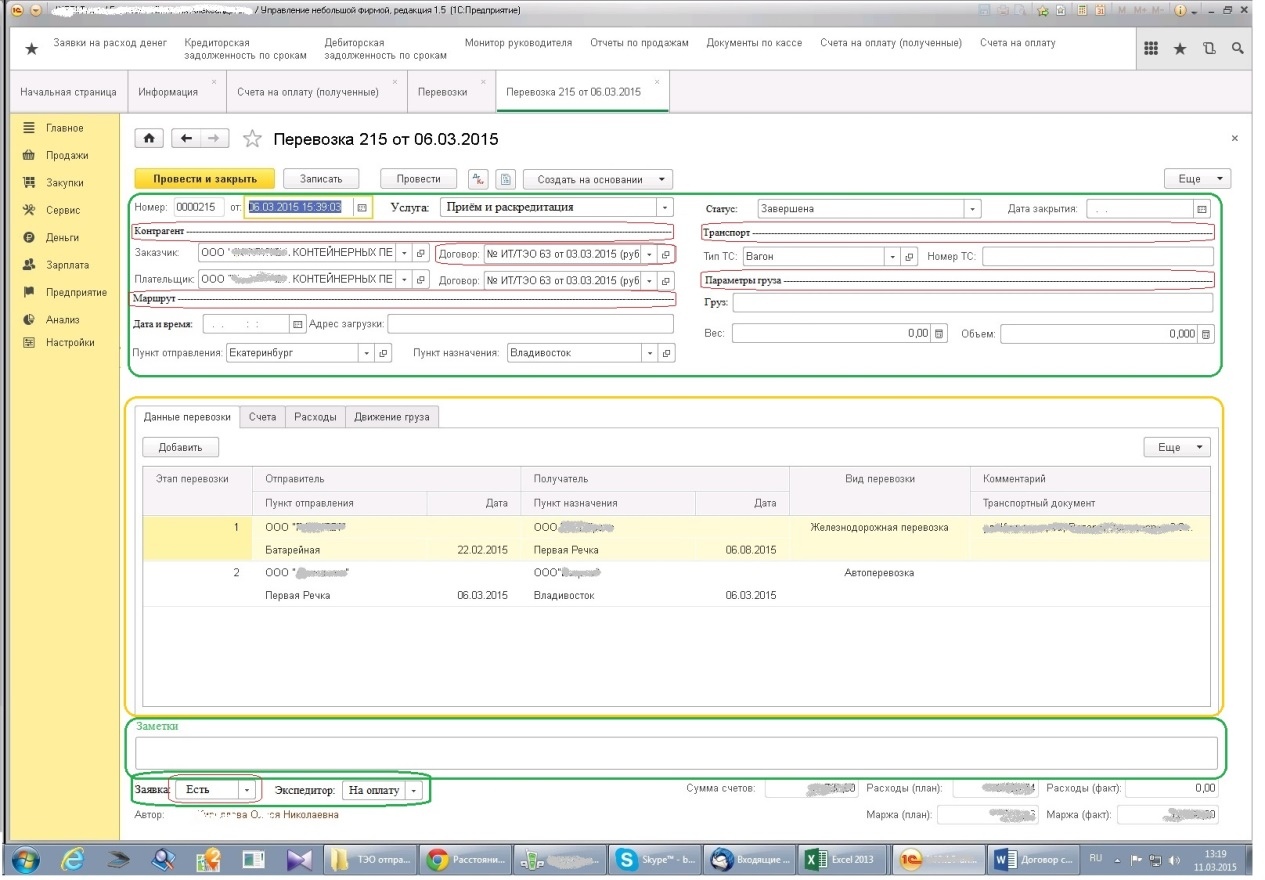 / Управление небольшой фирмой, редакция 1.5 (1С:Предприятие)
M M+ M-
Заявки на расход денег Кредиторская задолженность по срокам Дебиторская задолженность по срокам Монитор руководителя Отчеты по продажам Документы по кассе Счета на оплату (полученные) Счета на оплату
Начальная страница Информация × Счета на оплату (полученные) × Перевозки × Перевозка 215 от 06.03.2015 ×
Главное
Продажи
Закупки
Сервис
Деньги
Зарплата
Предприятие
Анализ
Настройки
Перевозка 215 от 06.03.2015 ×
Провести и закрыть Записать Провести Создать на основании Еще
Номер: 0000215 от: 06.03.2015 15:39:03 Услуга: Приём и раскредитация Статус: Завершена Дата закрытия: . .
Контрагент Транспорт
Заказчик: ООО КОНТЕЙНЕРНЫХ ПЕ Договор: № ИТ/ТЭО 63 от 03.03.2015 (руб Тип ТС: Вагон Номер ТС:
Плательщик: ООО КОНТЕЙНЕРНЫХ ПЕ Договор: № ИТ/ТЭО 63 от 03.03.2015 (руб Параметры груза
Маршрут Груз:
Дата и время: . . : : Адрес загрузки: Вес: 0,00 Объем: 0,000
Пункт отправления: Екатеринбург Пункт назначения: Владивосток
Данные перевозки Счета Расходы Движение груза
Добавить Еще
Этап перевозки Отправитель Получатель Вид перевозки Комментарий
Пункт отправления Дата Пункт назначения Дата Транспортный документ
1 ООО ООО Железнодорожная перевозка
Батарейная 22.02.2015 Первая Речка 06.08.2015
2 ООО ООО Автоперевозка
Первая Речка 06.03.2015 Владивосток 06.03.2015
Заметки
Заявка: Есть Экспедитор: На оплату Сумма счетов: Расходы (план): Расходы (факт): 0,00
Автор: Николаевна Маржа (план): Маржа (факт):
ТЭО отпра... Расстояни... Skype™ - b... Входящие ... Excel 2013 Договор с... RU 13:19
11.03.2015